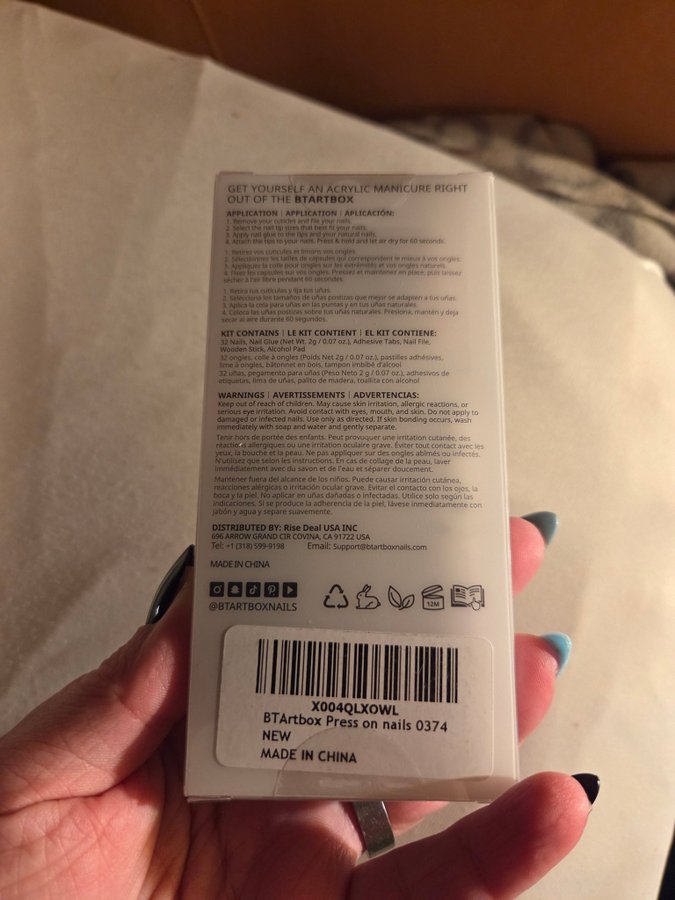 GET YOURSELF AN ACRYLIC MANICURE RIGHT
OUT OF THE BTARTBOX
APPLICATION | APPLICATION | APLICACIÓN:
1. Remove your cuticles and file your nails.
2. Select the nail tip sizes that best fit your nails.
3. Apply nail glue to the tips and your natural nails.
4. Attach the tips to your nails. Press & hold and let air dry for 60 seconds.
1. Retirez vos cuticules et limons vos ongles.
2. Sélectionnez les tailles de capsules qui correspondent le mieux à vos ongles.
3. Appliquez la colle pour ongles sur les extrémités et vos ongles naturels.
4. Fixez les capsules sur vos ongles. Pressez et maintenez en place, puis laissez
sécher à l'air libre pendant 60 secondes.
1. Retira tus cutículas y lija tus uñas.
2. Selecciona los tamaños de uñas postizas que mejor se adapten a tus uñas.
3. Aplica la cola para uñas en las puntas y en tus uñas naturales.
4. Coloca las uñas postizas sobre tus uñas naturales. Presiona, mantén y deja
secar al aire durante 60 segundos.
KIT CONTAINS | LE KIT CONTIENT | EL KIT CONTIENE:
32 Nails, Nail Glue (Net Wt. 2g / 0.07 oz.), Adhesive Tabs, Nail File,
Wooden Stick, Alcohol Pad
32 ongles, colle à ongles (Poids Net 2g / 0.07 oz.), pastilles adhésives,
lime à ongles, bâtonnet en bois, tampon imbibé d'alcool
32 uñas, pegamento para uñas (Peso Neto 2 g / 0.07 oz.), adhesivos de
etiquetas, lima de uñas, palito de madera, toallita con alcohol
WARNINGS | AVERTISSEMENTS | ADVERTENCIAS:
Keep out of reach of children. May cause skin irritation, allergic reactions, or
serious eye irritation. Avoid contact with eyes, mouth, and skin. Do not apply to
damaged or infected nails. Use only as directed. If skin bonding occurs, wash
immediately with soap and water and gently separate.
Tenir hors de portée des enfants. Peut provoquer une irritation cutanée, des
réactions allergiques ou une irritation oculaire grave. Éviter tout contact avec les
yeux, la bouche et la peau. Ne pas appliquer sur des ongles abîmés ou infectés.
N'utilisez que selon les instructions. En cas de collage de la peau, laver
immédiatement avec du savon et de l'eau et séparer doucement.
Mantener fuera del alcance de los niños. Puede causar irritación cutánea,
reacciones alérgicas o irritación ocular grave. Evitar el contacto con los ojos, la
boca y la piel. No aplicar en uñas dañadas o infectadas. Utilice solo según las
indicaciones. Si se produce la adherencia de la piel, lávese inmediatamente con
jabón y agua y separe suavemente.
DISTRIBUTED BY: Rise Deal USA INC
696 ARROW GRAND CIR COVINA, CA 91722 USA
Tel: +1 (318) 599-9198 Email: Support@btartboxnails.com
MADE IN CHINA
@BTARTBOXNAILS
12M
X004QLXOWL
BTArtbox Press on nails 0374
NEW
MADE IN CHINA